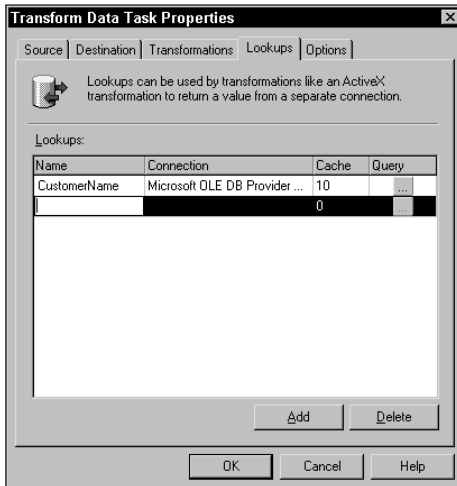 Transform Data Task Properties
Source Destination Transformations Lookups Options
Lookups can be used by transformations like an ActiveX
transformation to return a value from a separate connection.
Lookups:
Name Connection Cache Query
CustomerName Microsoft OLE DB Provider ... 10 ...
0 ...
Add Delete
OK Cancel Help